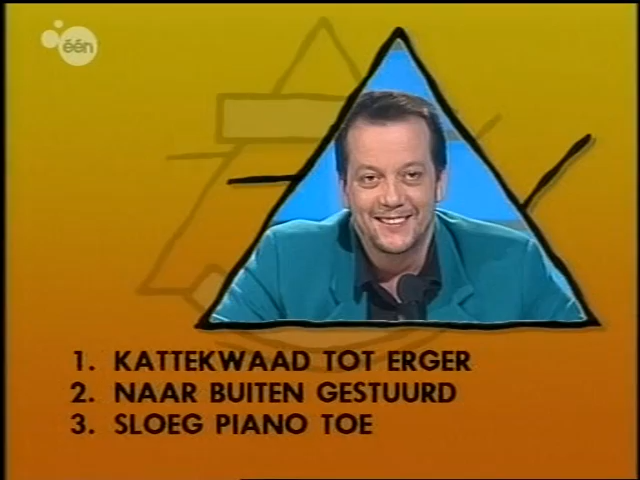 één
1. KATTEKWAAD TOT ERGER
2. NAAR BUITEN GESTUURD
3. SLOEG PIANO TOE